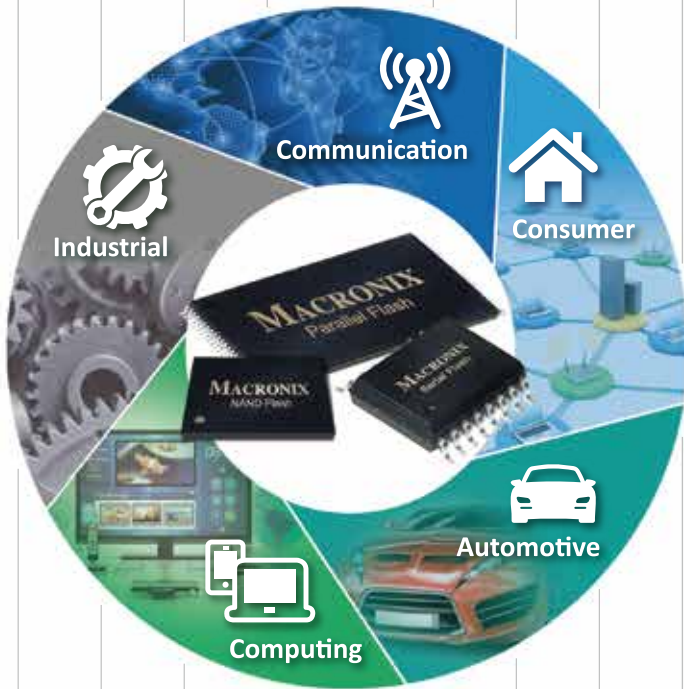 Communication
Consumer
Industrial
MACRONIX
Parallel Flash
MACRONIX
NAND Flash
MACRONIX
Serial Flash
Automotive
Computing